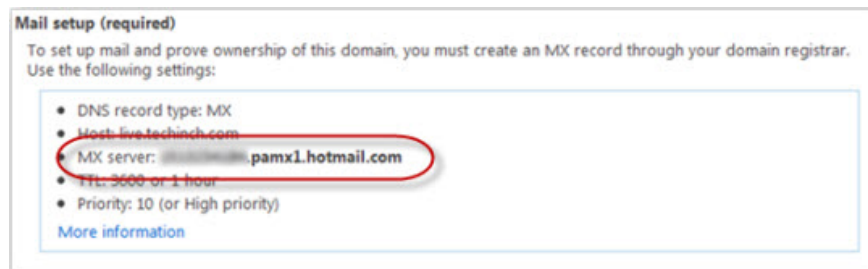 Mail setup (required)
To set up mail and prove ownership of this domain, you must create an MX record through your domain registrar.
Use the following settings:
• DNS record type: MX
• Host: live.techinch.com
• MX server: .pamx1.hotmail.com
• TTL: 3600 or 1 hour
• Priority: 10 (or High priority)
More information